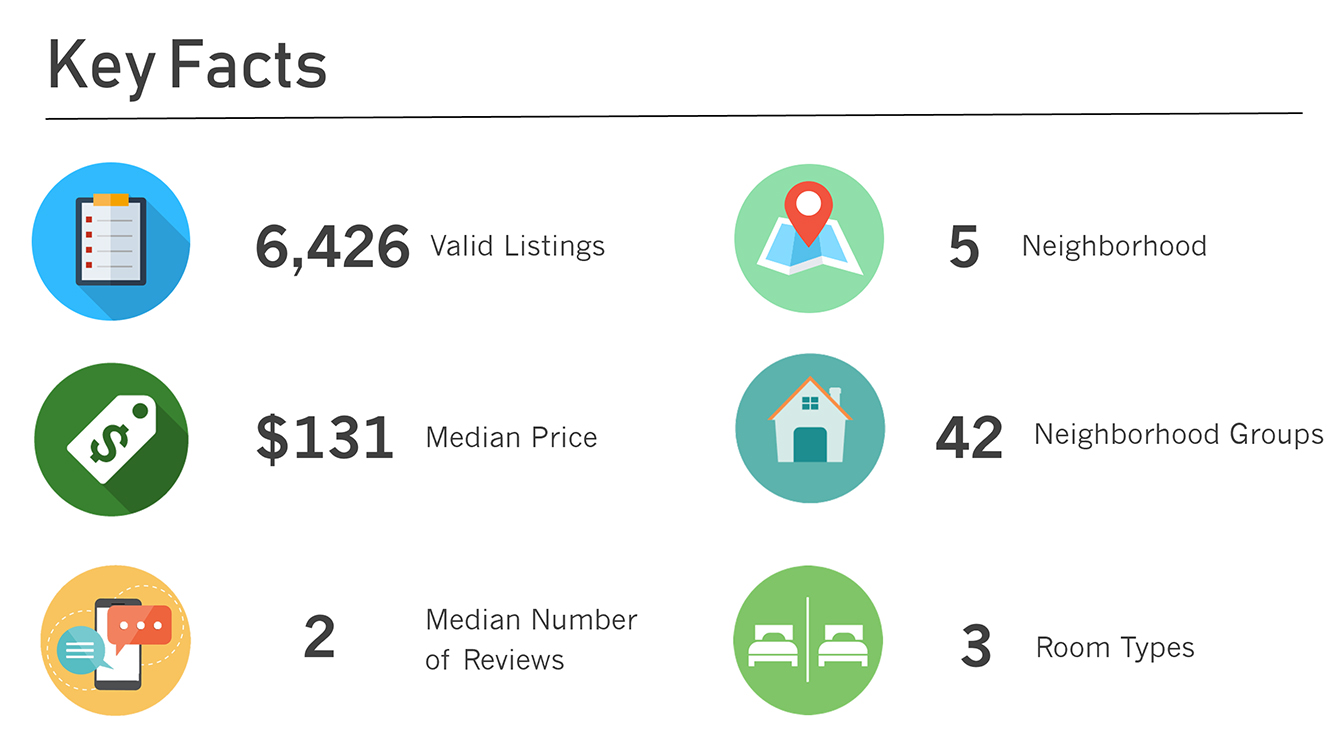 Key Facts
6,426 Valid Listings
5 Neighborhood
$131 Median Price
42 Neighborhood Groups
2 Median Number
of Reviews
3 Room Types